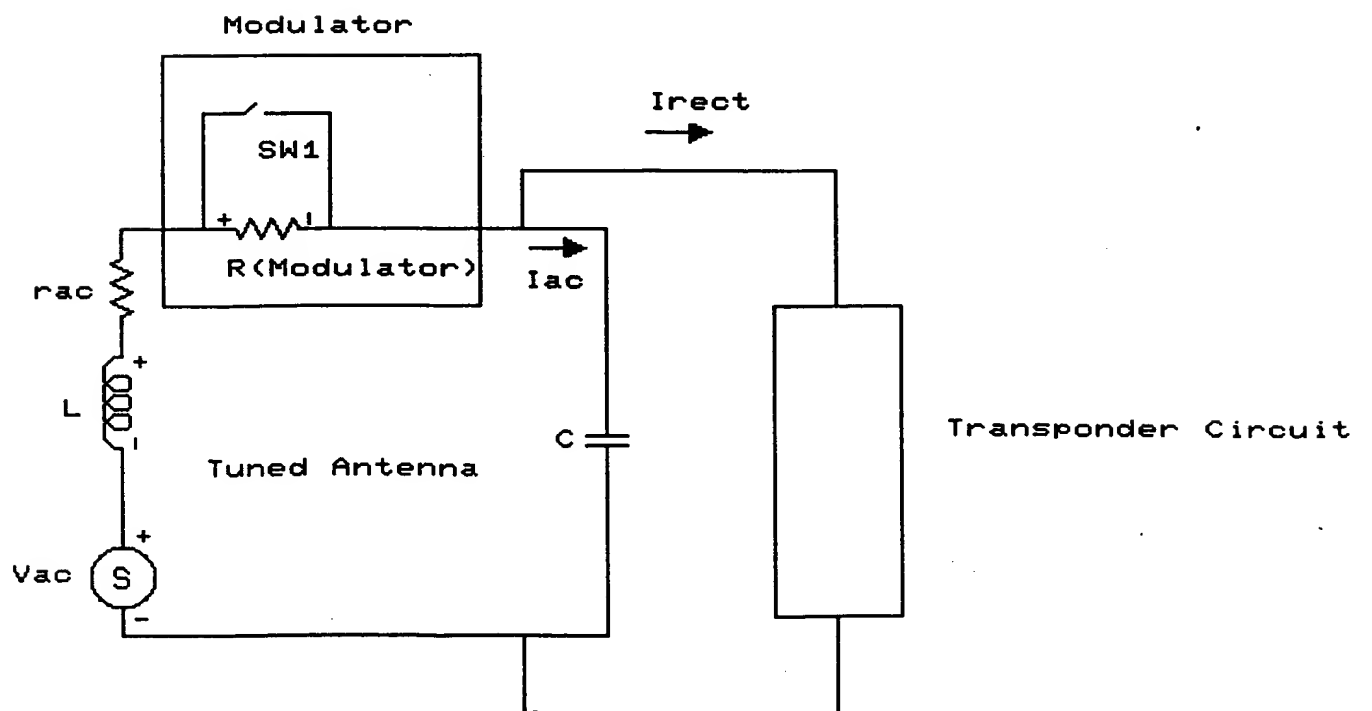 Modulator
Irect
SW1
+ -
R(Modulator)
Iac
rac
+
L
-
C
Transponder Circuit
Tuned Antenna
+
Vac S
-